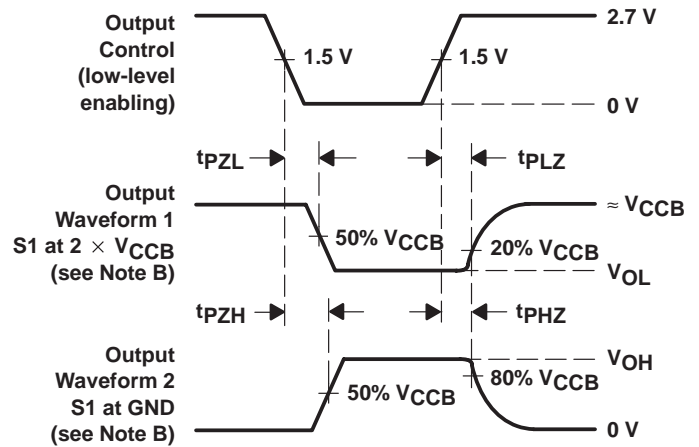 Output
Control
(low-level
enabling)
1.5 V
1.5 V
2.7 V
0 V
tPZL
tPLZ
Output
Waveform 1
S1 at 2 × VCCB
(see Note B)
50% VCCB
20% VCCB
≈ VCCB
VOL
tPZH
tPHZ
Output
Waveform 2
S1 at GND
(see Note B)
50% VCCB
80% VCCB
VOH
0 V